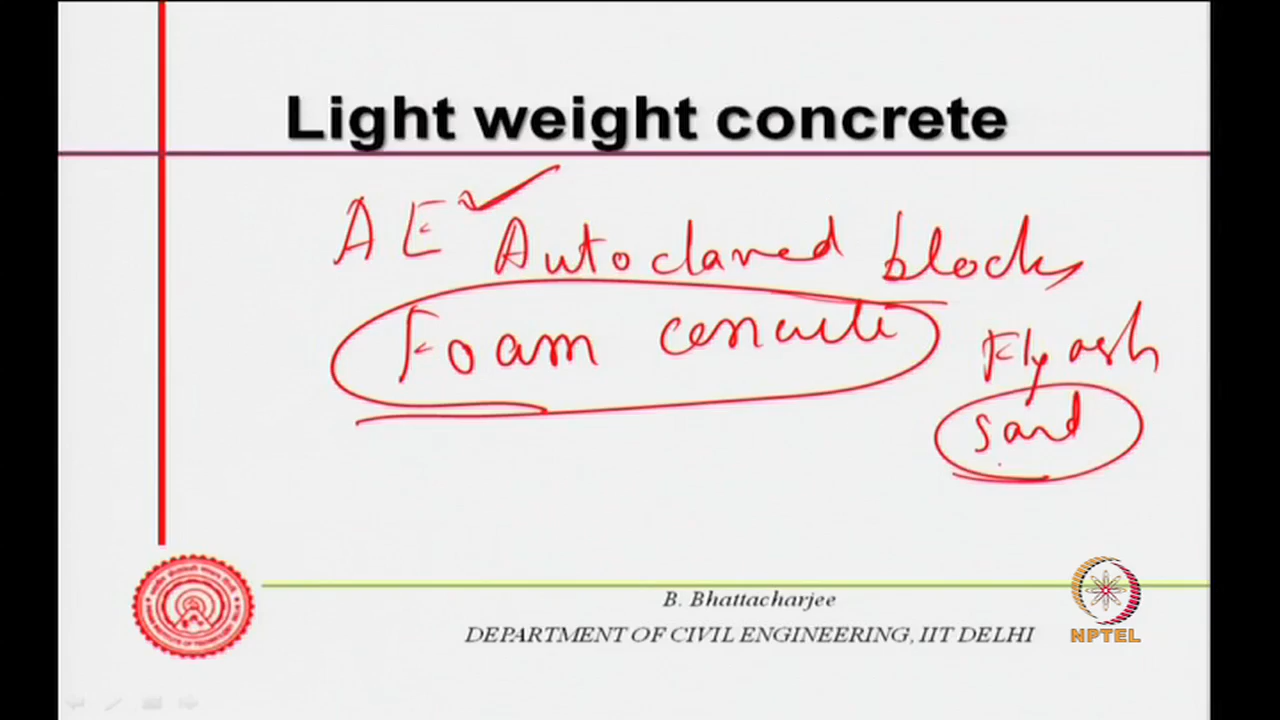 Light weight concrete
AE Autoclaved blocks
Foam concrete
Fly ash
sand
B. Bhattacharjee
DEPARTMENT OF CIVIL ENGINEERING, IIT DELHI
NPTEL